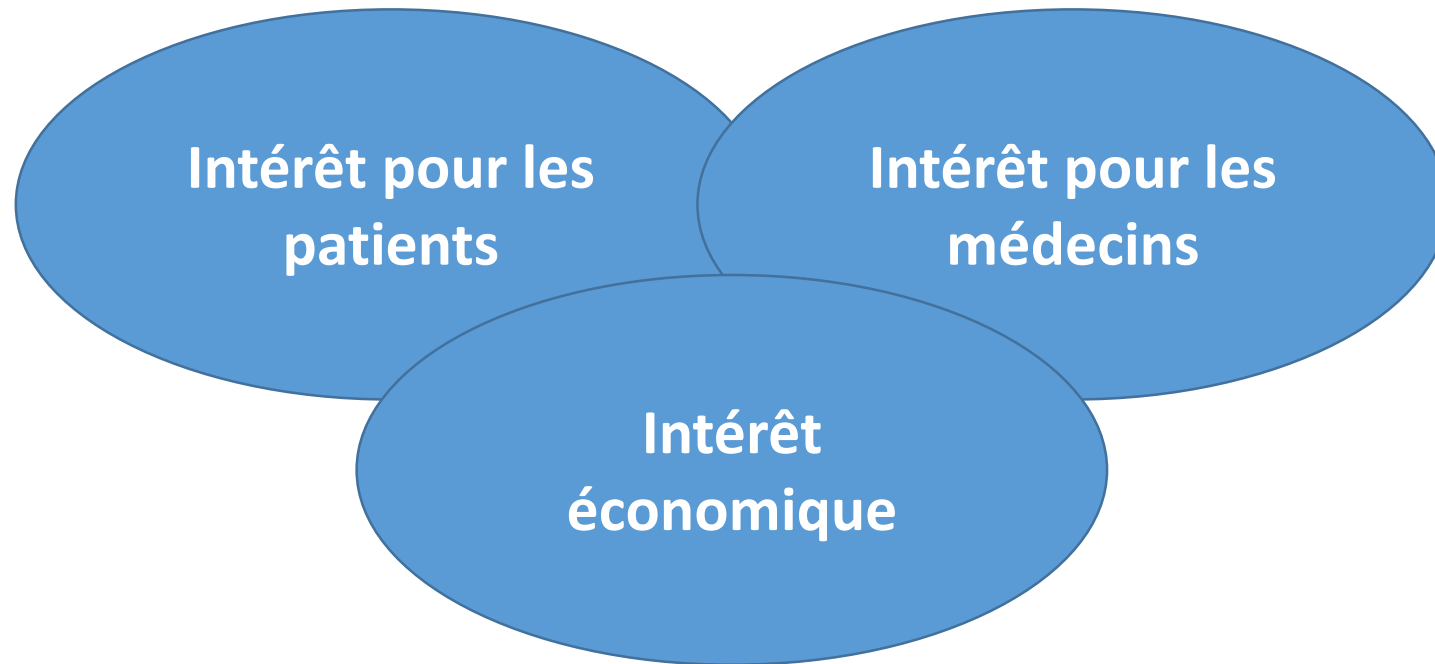 Intérêt pour les
patients
Intérêt pour les
médecins
Intérêt
économique